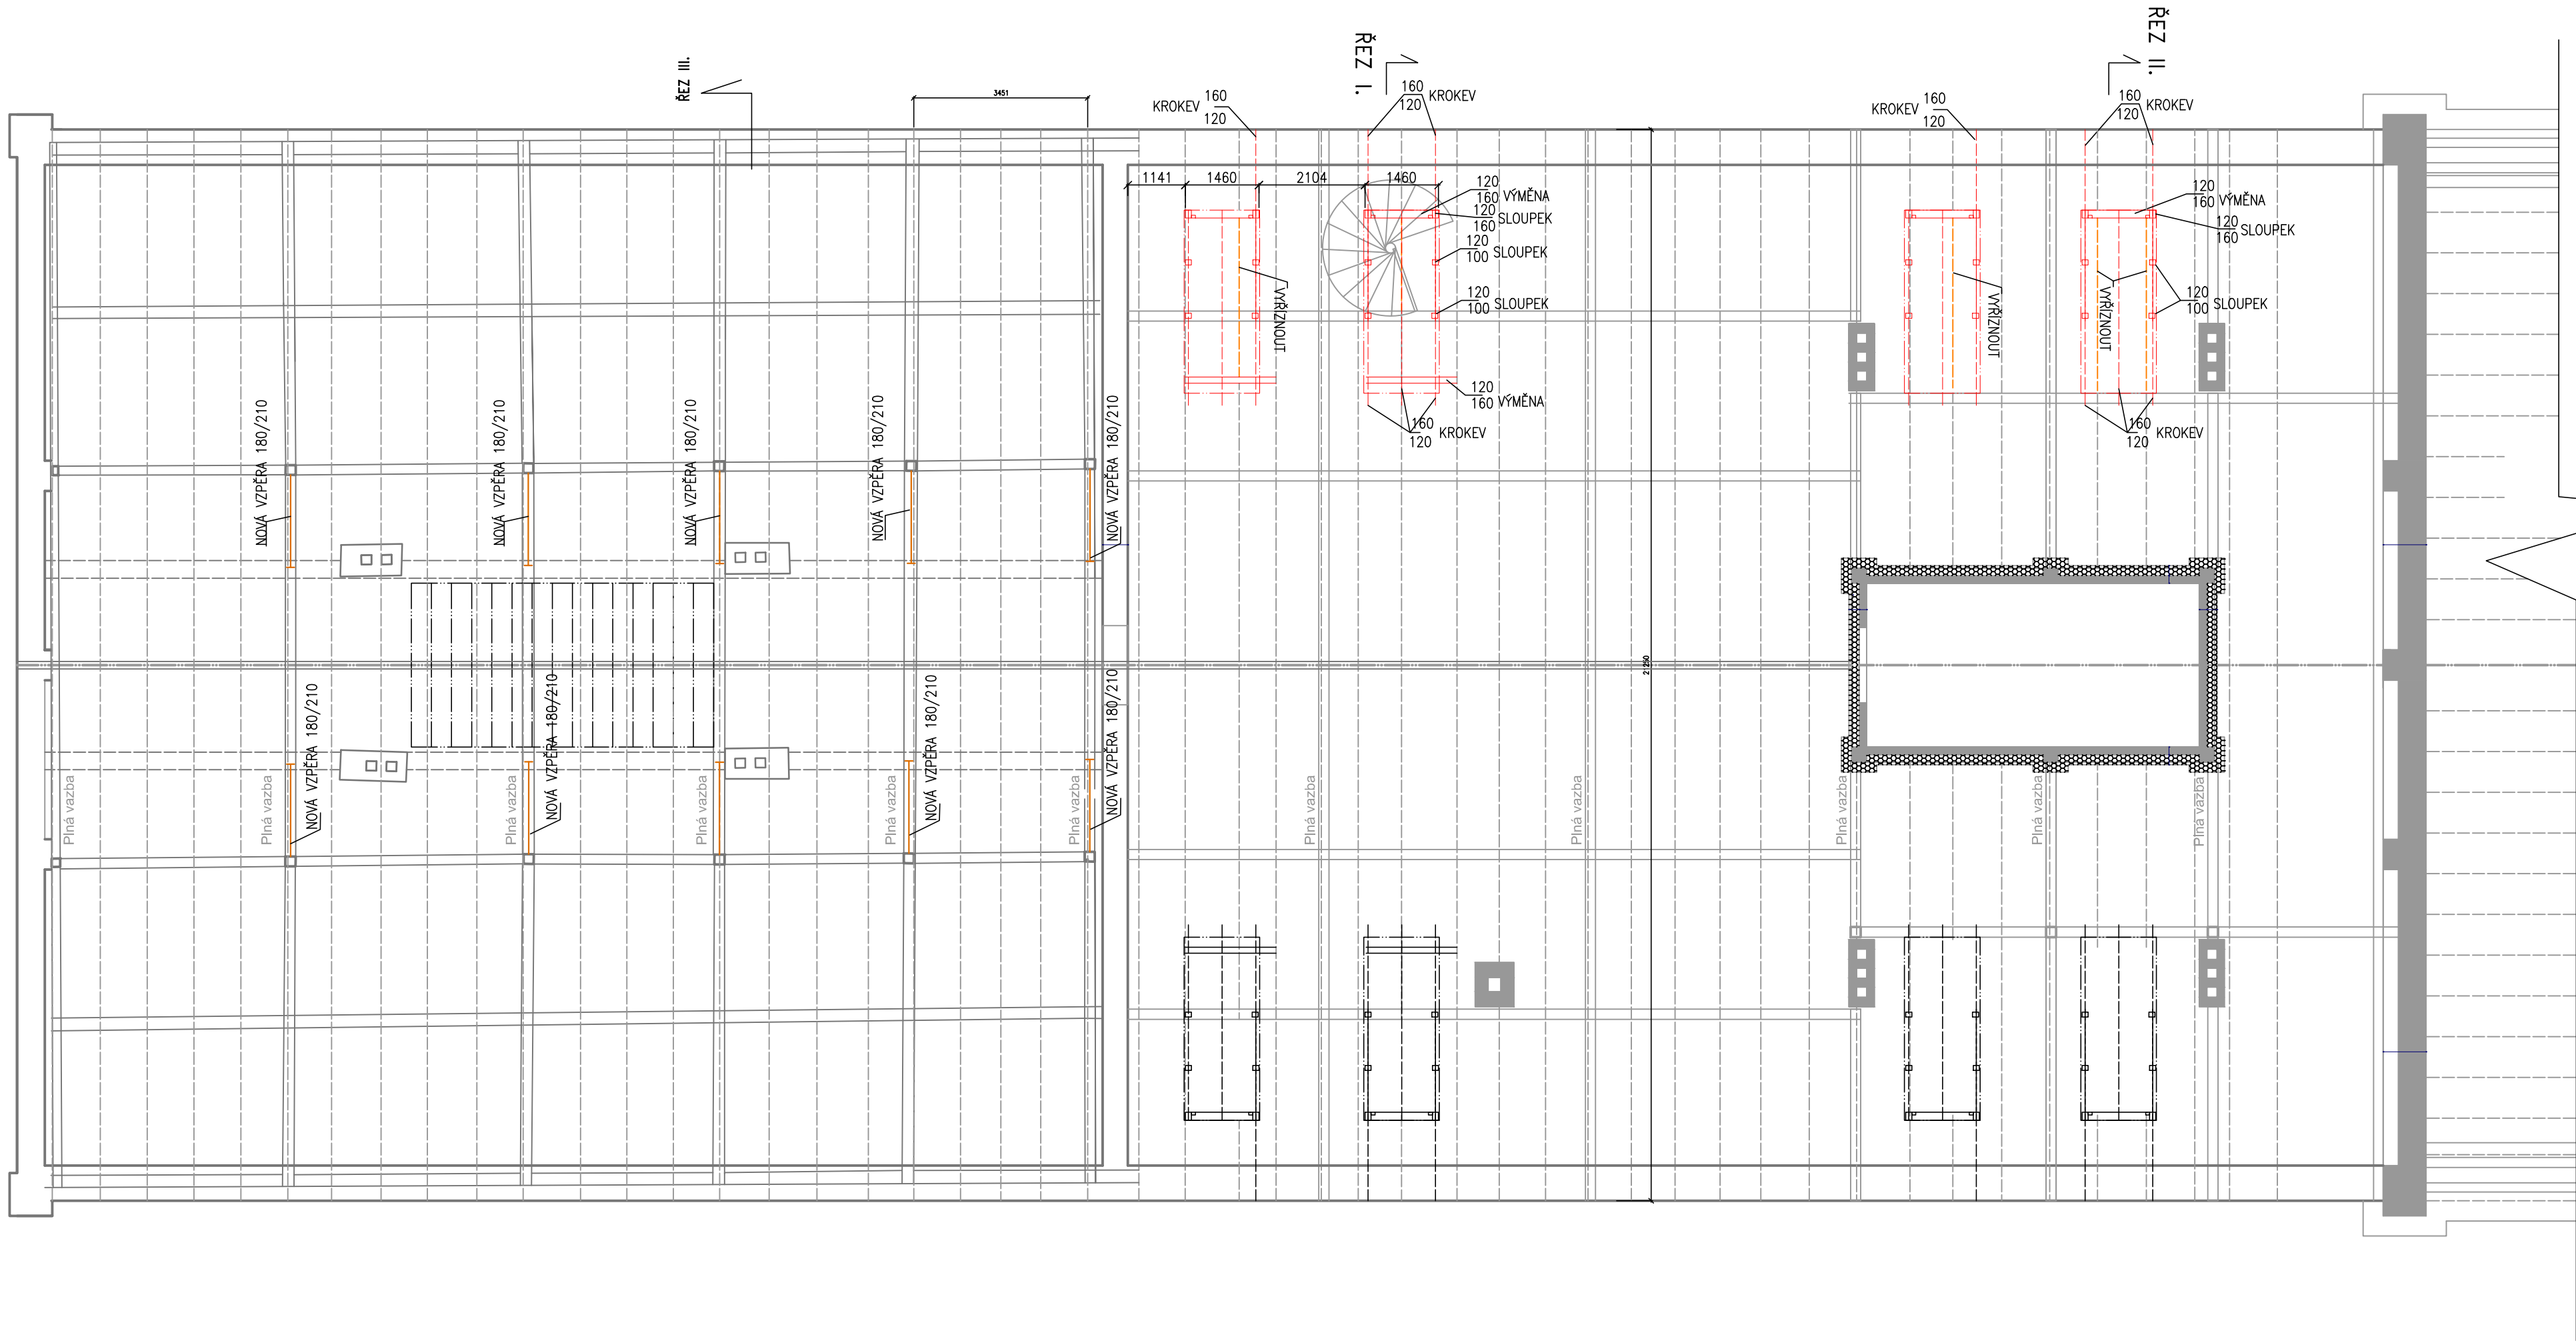 ŘEZ III.
ŘEZ I.
ŘEZ II.
3451
160
120
KROKEV
160
120
KROKEV
160
120
KROKEV
160
120
KROKEV
1141
1460
2104
1460
120
160 VÝMĚNA
120
160
SLOUPEK
120
100 SLOUPEK
120
100 SLOUPEK
120
160 VÝMĚNA
160
120 KROKEV
VYŘÍZNOUT
120
160 VÝMĚNA
120
160
SLOUPEK
120
100 SLOUPEK
160
120 KROKEV
VYŘÍZNOUT
VYŘÍZNOUT
NOVÁ VZPĚRA 180/210
NOVÁ VZPĚRA 180/210
NOVÁ VZPĚRA 180/210
NOVÁ VZPĚRA 180/210
NOVÁ VZPĚRA 180/210
21250
NOVÁ VZPĚRA 180/210
NOVÁ VZPĚRA 180/210
NOVÁ VZPĚRA 180/210
NOVÁ VZPĚRA 180/210
Plná vazba
Plná vazba
Plná vazba
Plná vazba
Plná vazba
Plná vazba
Plná vazba
Plná vazba
Plná vazba
Plná vazba
Plná vazba